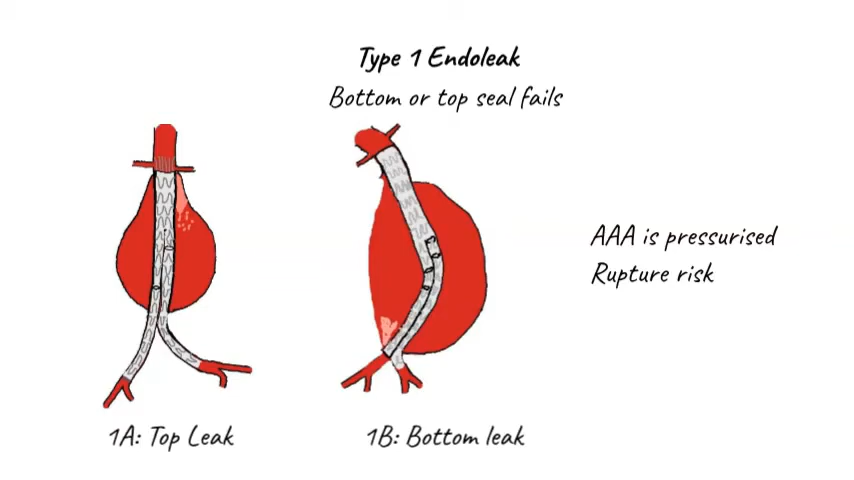 Type 1 Endoleak
Bottom or top seal fails
AAA is pressurised
Rupture risk
1A: Top Leak
1B: Bottom leak